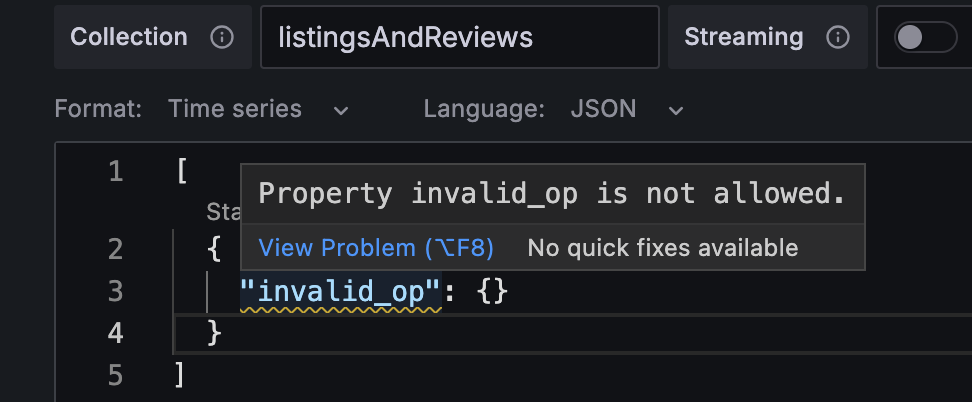 Collection listingsAndReviews Streaming
Format: Time series Language: JSON
1 [
Property invalid_op is not allowed.
Sta
View Problem (⌥F8) No quick fixes available
2 {
3 "invalid_op": {}
4 }
5 ]